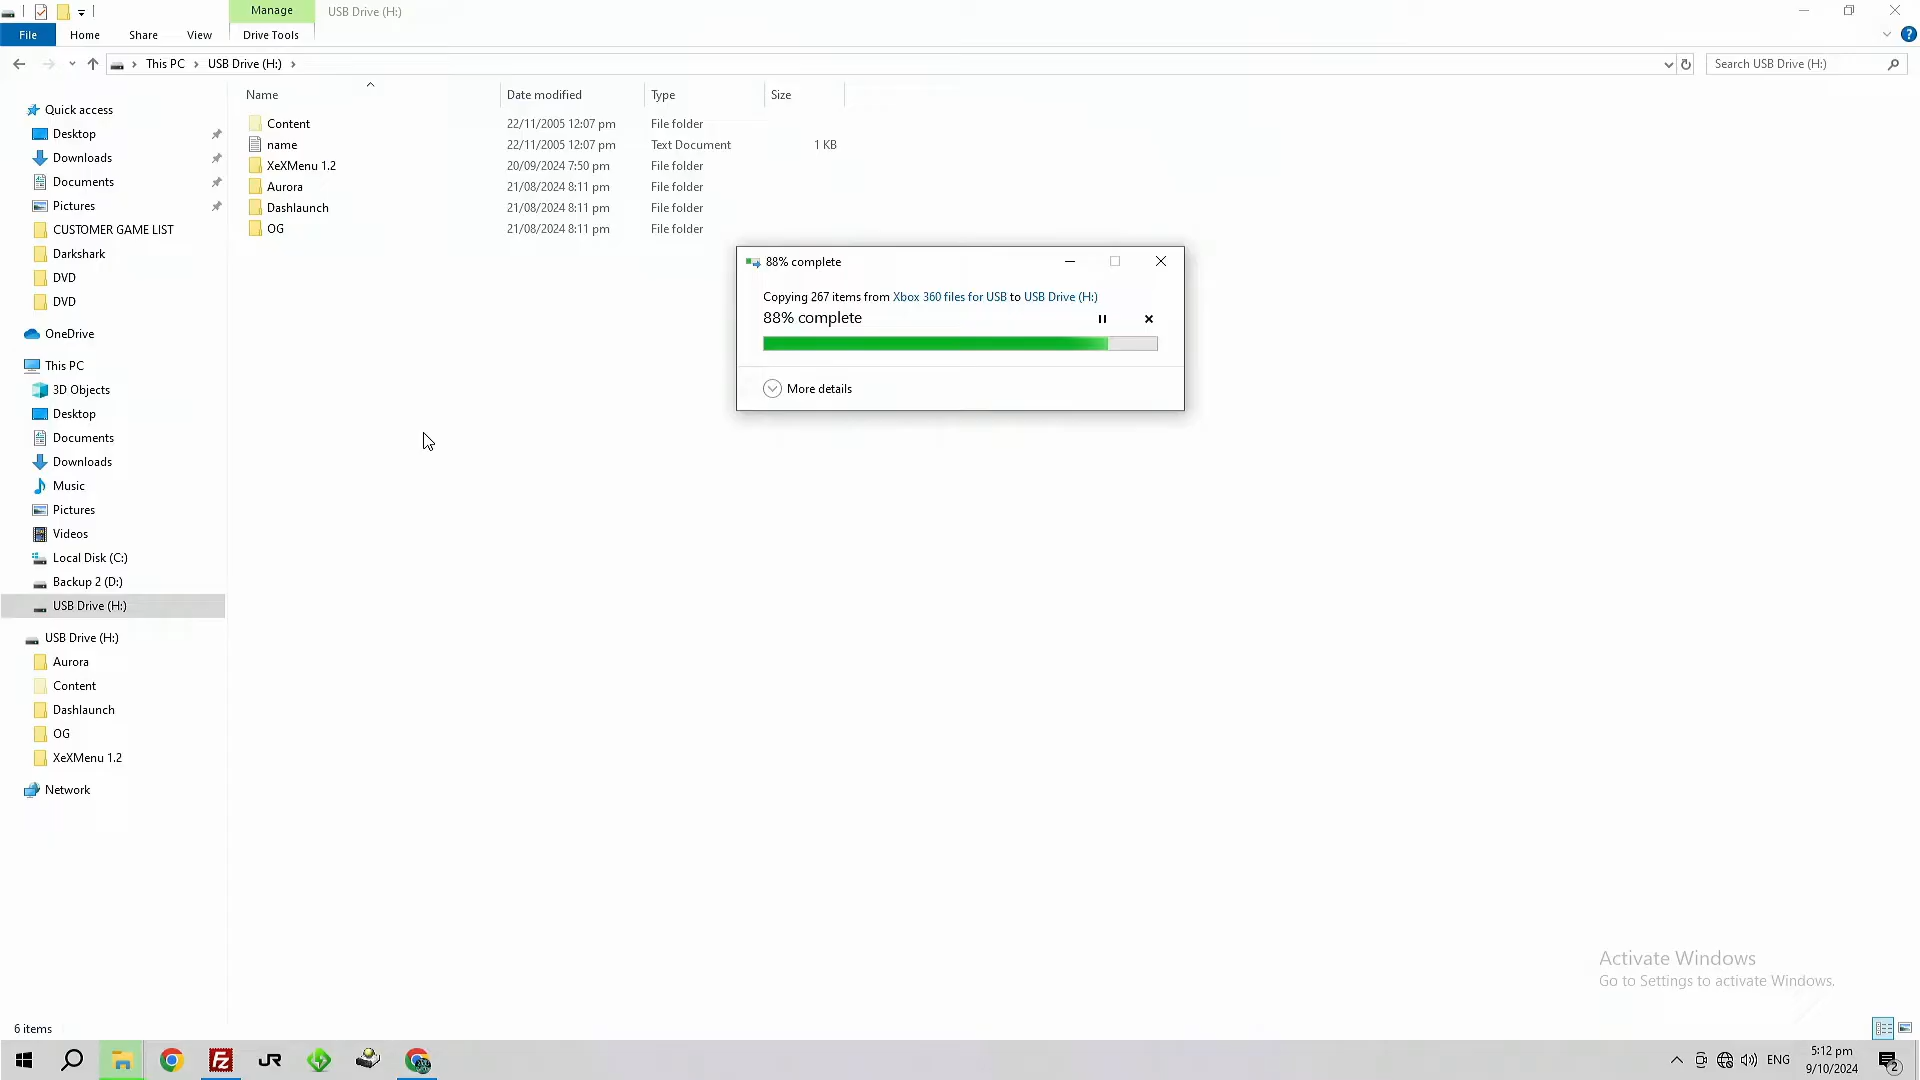 Manage
USB Drive (H:)
File
Home
Share
View
Drive Tools
This PC
USB Drive (H:)
Search USB Drive (H:)
Name
Date modified
Type
Size
Content 22/11/2005 12:07 pm File folder
name 22/11/2005 12:07 pm Text Document 1 KB
XeXMenu 1.2 20/09/2024 7:50 pm File folder
Aurora 21/08/2024 8:11 pm File folder
Dashlaunch 21/08/2024 8:11 pm File folder
OG 21/08/2024 8:11 pm File folder
Quick access
Desktop
Downloads
Documents
Pictures
CUSTOMER GAME LIST
Darkshark
DVD
DVD
OneDrive
This PC
3D Objects
Desktop
Documents
Downloads
Music
Pictures
Videos
Local Disk (C:)
Backup 2 (D:)
USB Drive (H:)
USB Drive (H:)
Aurora
Content
Dashlaunch
OG
XeXMenu 1.2
Network
88% complete
Copying 267 items from Xbox 360 files for USB to USB Drive (H:)
88% complete
More details
Activate Windows
Go to Settings to activate Windows.
6 items
FZ
JR
ENG
5:12 pm
9/10/2024
2